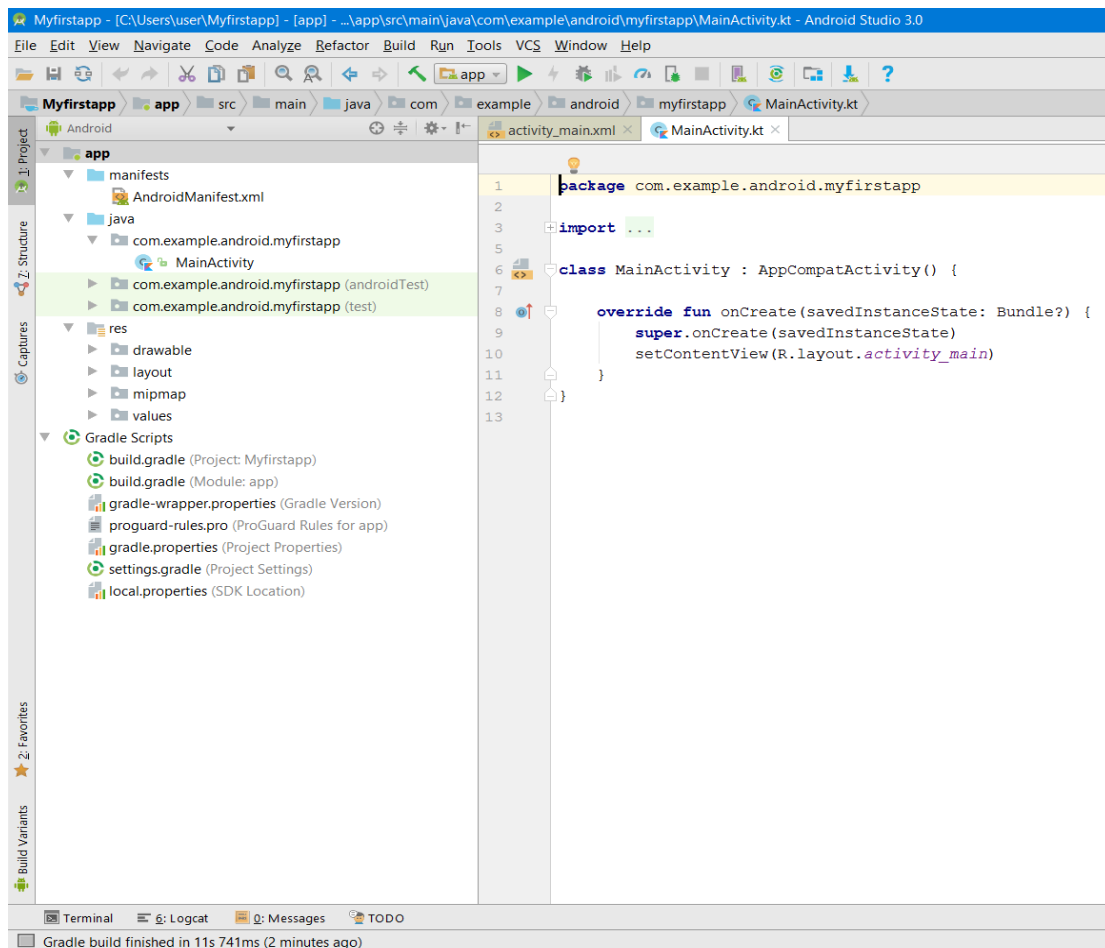 Myfirstapp - [C:\Users\user\Myfirstapp] - [app] - ...\app\src\main\java\com\example\android\myfirstapp\MainActivity.kt - Android Studio 3.0
File Edit View Navigate Code Analyze Refactor Build Run Tools VCS Window Help
app
Myfirstapp app src main java com example android myfirstapp MainActivity.kt
1: Project
7: Structure
Captures
2: Favorites
Build Variants
Android
app
manifests
AndroidManifest.xml
java
com.example.android.myfirstapp
MainActivity
com.example.android.myfirstapp (androidTest)
com.example.android.myfirstapp (test)
res
drawable
layout
mipmap
values
Gradle Scripts
build.gradle (Project: Myfirstapp)
build.gradle (Module: app)
gradle-wrapper.properties (Gradle Version)
proguard-rules.pro (ProGuard Rules for app)
gradle.properties (Project Properties)
settings.gradle (Project Settings)
local.properties (SDK Location)
activity_main.xml MainActivity.kt
1 package com.example.android.myfirstapp
2
3 import ...
5
6 class MainActivity : AppCompatActivity() {
7
8 override fun onCreate(savedInstanceState: Bundle?) {
9 super.onCreate(savedInstanceState)
10 setContentView(R.layout.activity_main)
11 }
12 }
13
Terminal 6: Logcat 0: Messages TODO
Gradle build finished in 11s 741ms (2 minutes ago)